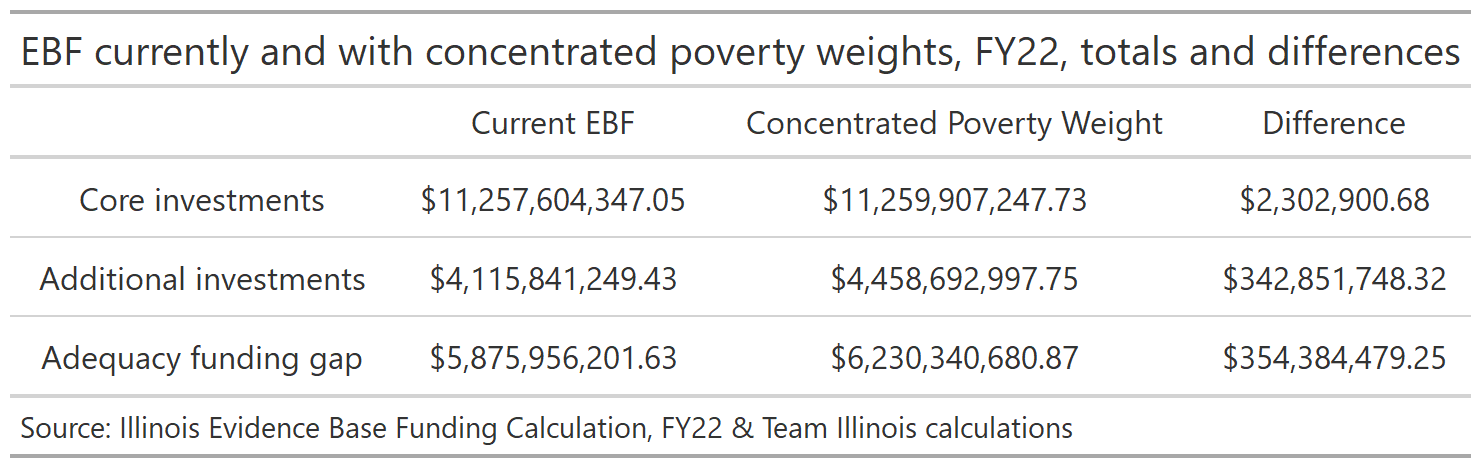 EBF currently and with concentrated poverty weights, FY22, totals and differences
Current EBF Concentrated Poverty Weight Difference
Core investments $11,257,604,347.05 $11,259,907,247.73 $2,302,900.68
Additional investments $4,115,841,249.43 $4,458,692,997.75 $342,851,748.32
Adequacy funding gap $5,875,956,201.63 $6,230,340,680.87 $354,384,479.25
Source: Illinois Evidence Base Funding Calculation, FY22 & Team Illinois calculations